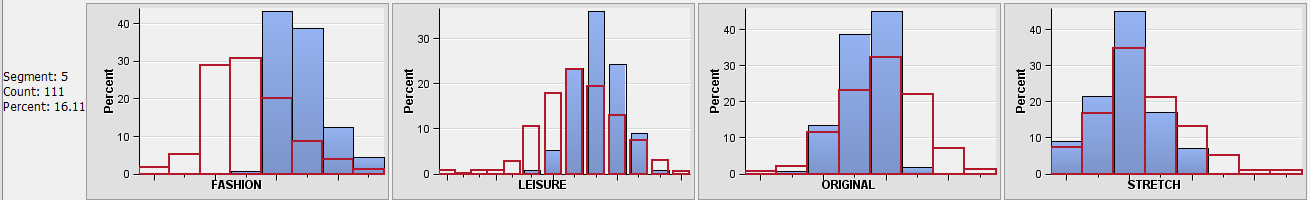 Segment: 5
Count: 111
Percent: 16.11
Percent
40
30
20
10
0
FASHION
Percent
30
20
10
0
LEISURE
Percent
40
30
20
10
0
ORIGINAL
Percent
40
30
20
10
0
STRETCH